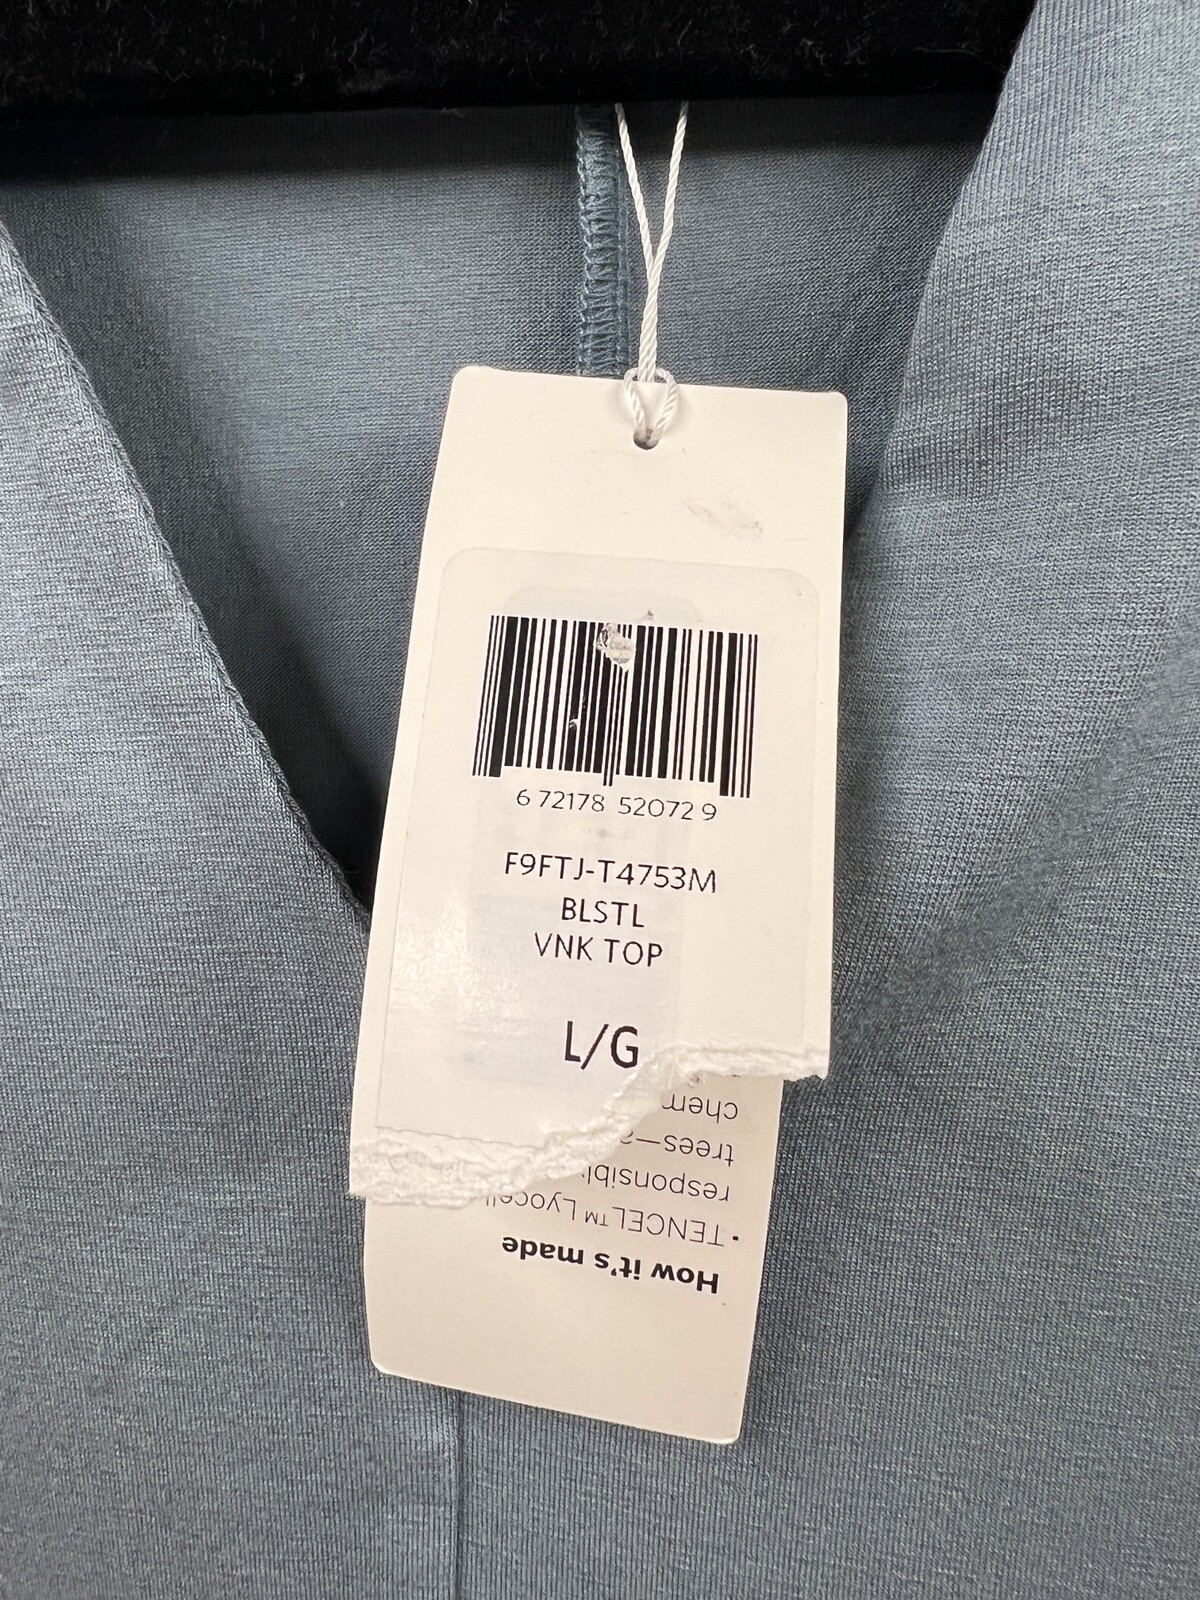 6 72178 52072 9
F9FTJ-T4753M
BLSTL
VNK TOP
L/G
How it's made
• TENCEL™ Lyocell
responsibl
trees—a
chem